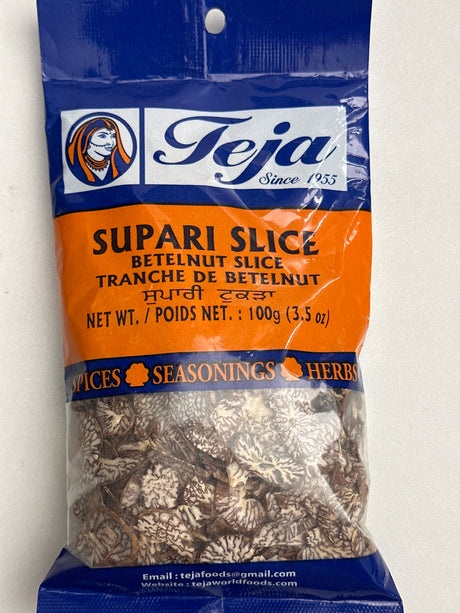 Teja
Since 1955
SUPARI SLICE
BETELNUT SLICE
TRANCHE DE BETELNUT
ਸੁਪਾਰੀ ਟੁਕੜਾ
NET WT. / POIDS NET. : 100g (3.5 oz)
SPICES SEASONINGS HERBS
Email : tejafoods@gmail.com
Website : tejaworldfoods.com